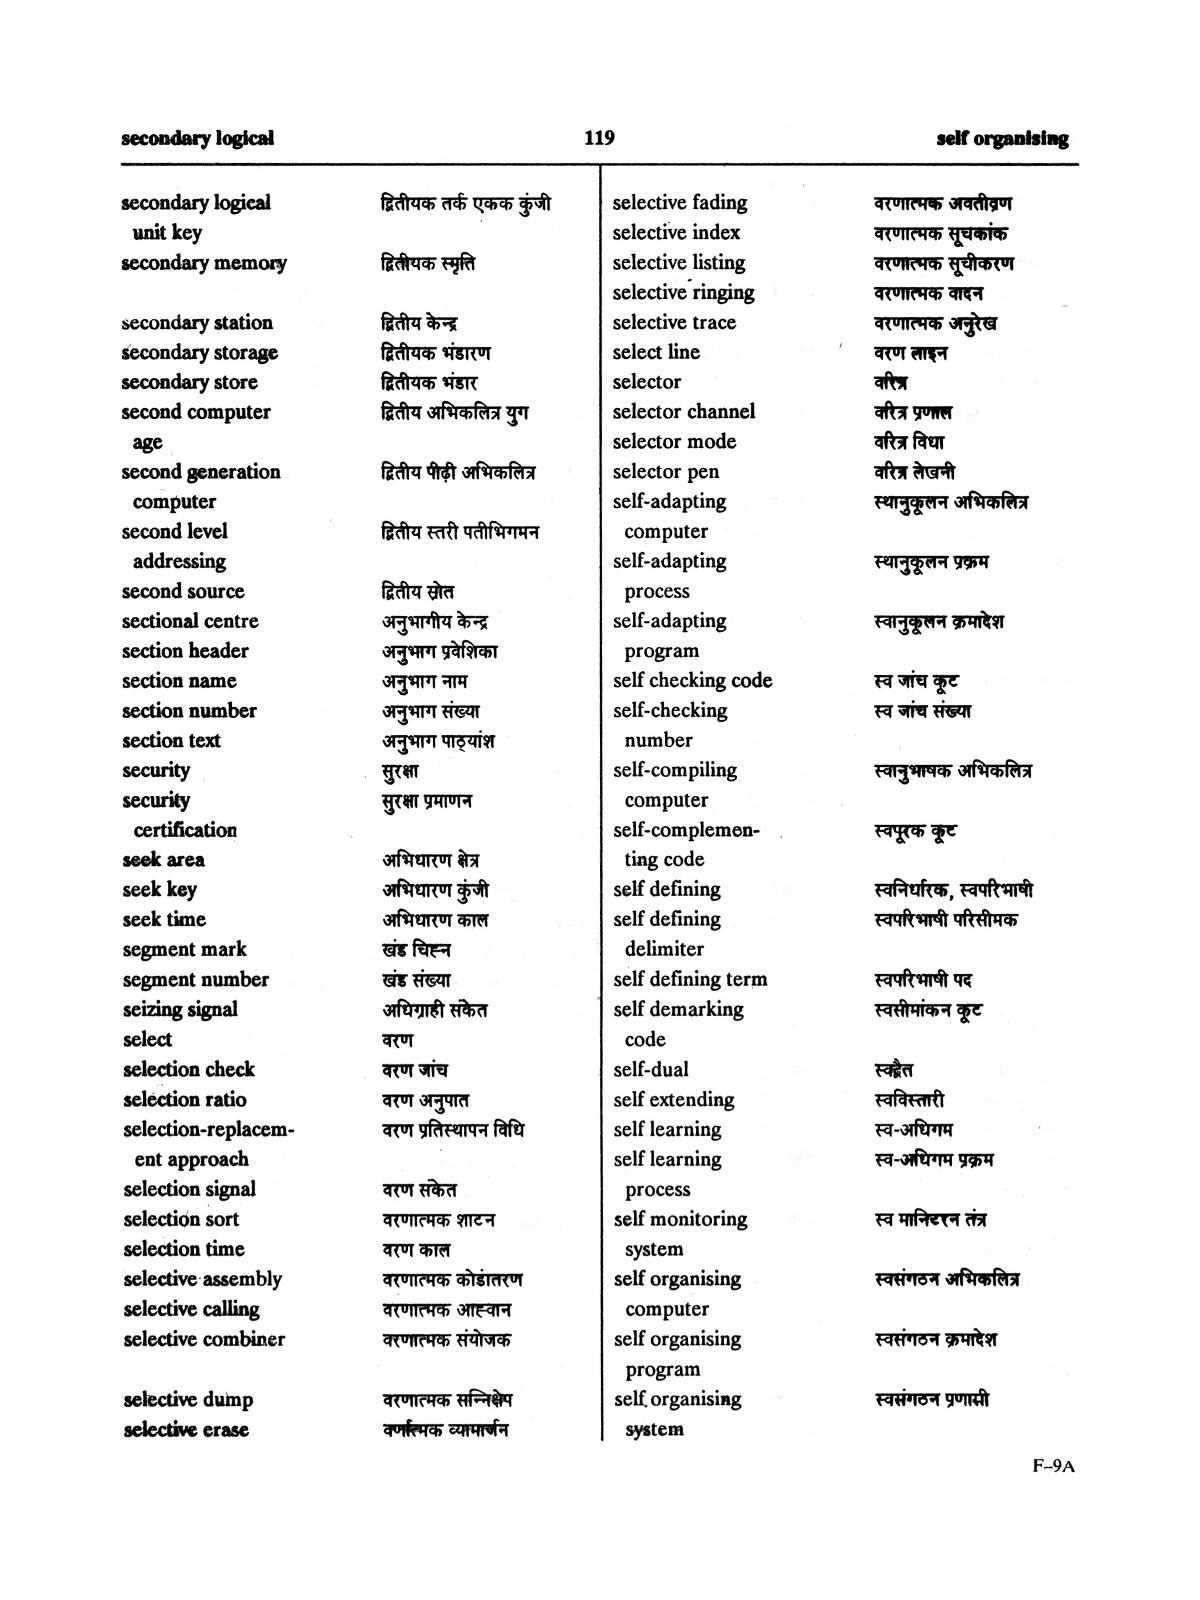 secondary logical 119 self organising
secondary logical द्वितीयक तर्क एकक कुंजी
unit key
secondary memory द्वितीयक स्मृति
secondary station द्वितीय केन्द्र
secondary storage द्वितीयक भंडारण
secondary store द्वितीयक भंडार
second computer द्वितीय अभिकलित्र युग
age
second generation द्वितीय पीढ़ी अभिकलित्र
computer
second level द्वितीय स्तरी पतीभिगमन
addressing
second source द्वितीय स्रोत
sectional centre अनुभागीय केन्द्र
section header अनुभाग प्रवेशिका
section name अनुभाग नाम
section number अनुभाग संख्या
section text अनुभाग पाठ्यांश
security सुरक्षा
security सुरक्षा प्रमाणन
certification
seek area अभिधारण क्षेत्र
seek key अभिधारण कुंजी
seek time अभिधारण काल
segment mark खंड चिह्न
segment number खंड संख्या
seizing signal अधिग्राही संकेत
select वरण
selection check वरण जांच
selection ratio वरण अनुपात
selection-replacem- वरण प्रतिस्थापन विधि
ent approach
selection signal वरण संकेत
selection sort वरणात्मक शाटन
selection time वरण काल
selective assembly वरणात्मक कोडांतरण
selective calling वरणात्मक आह्वान
selective combiner वरणात्मक संयोजक
selective dump वरणात्मक सन्निक्षेप
selective erase वर्णात्मक व्यामार्जन
selective fading वरणात्मक अवतीव्रण
selective index वरणात्मक सूचकांक
selective listing वरणात्मक सूचीकरण
selective ringing वरणात्मक वादन
selective trace वरणात्मक अनुरेख
select line वरण लाइन
selector वरित्र
selector channel वरित्र प्रणाल
selector mode वरित्र विधा
selector pen वरित्र लेखनी
self-adapting स्थानुकूलन अभिकलित्र
computer
self-adapting स्थानुकूलन प्रक्रम
process
self-adapting स्वानुकूलन क्रमादेश
program
self checking code स्व जांच कूट
self-checking स्व जांच संख्या
number
self-compiling स्वानुभाषक अभिकलित्र
computer
self-complemen- स्वपूरक कूट
ting code
self defining स्वनिर्धारक, स्वपरिभाषी
self defining स्वपरिभाषी परिसीमक
delimiter
self defining term स्वपरिभाषी पद
self demarking स्वसीमांकन कूट
code
self-dual स्वद्वैत
self extending स्वविस्तारी
self learning स्व-अधिगम
self learning स्व-अधिगम प्रक्रम
process
self monitoring स्व मानिटरन तंत्र
system
self organising स्वसंगठन अभिकलित्र
computer
self organising स्वसंगठन क्रमादेश
program
self organising स्वसंगठन प्रणाली
system
F–9A